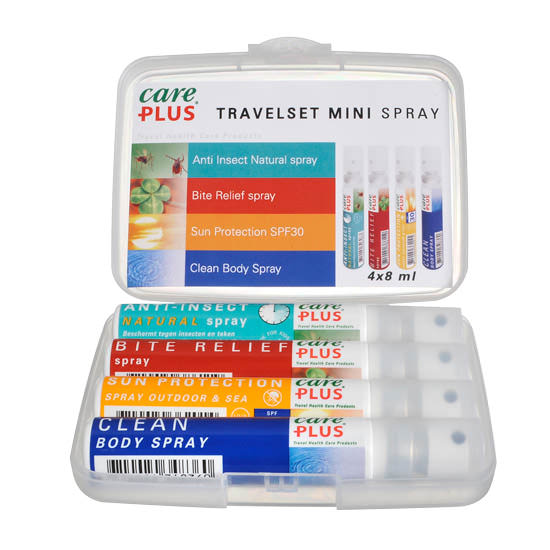 care
PLUS®
TRAVELSET MINI SPRAY
Travel Health Care Products
Anti Insect Natural spray
Bite Relief spray
Sun Protection SPF30
Clean Body Spray
4x8 ml
ANTI-INSECT
NATURAL spray
Beschermt tegen insecten en teken
PLUS
Travel Health Care Products
BITE RELIEF
spray
care
PLUS
Travel Health Care Products
SUN PROTECTION
SPRAY OUTDOOR & SEA
SPF
care
PLUS
Travel Health Care Products
CLEAN
BODY SPRAY
care
PLUS®
Travel Health Care Products